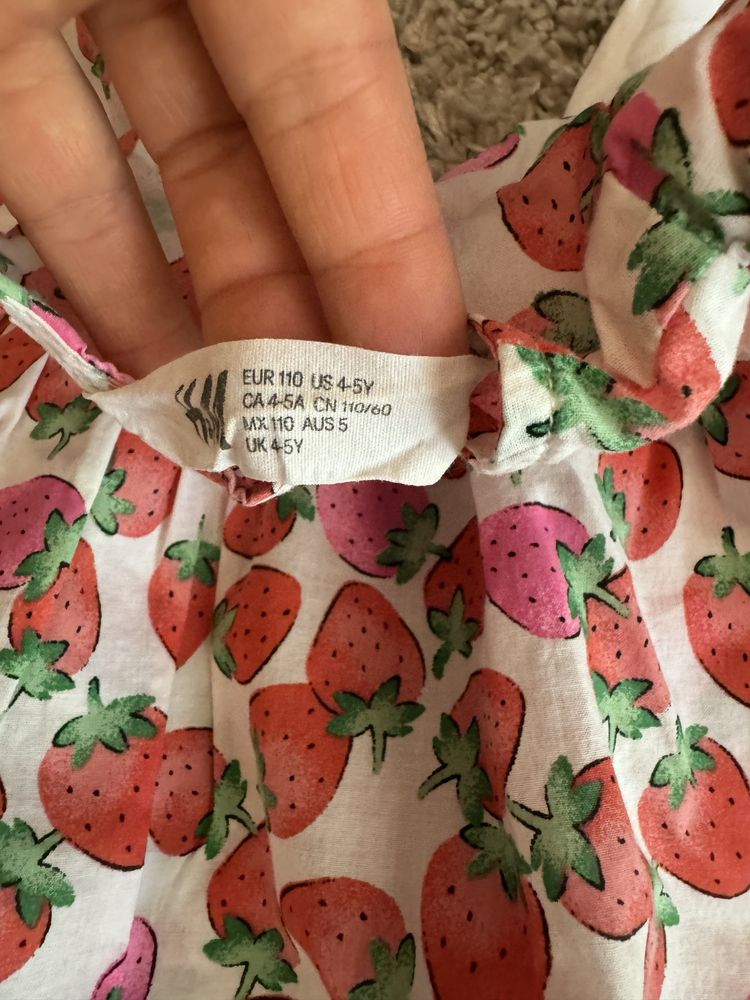 H&M
EUR 110 US 4-5Y
CA 4-5A CN 110/60
MX 110 AUS 5
UK 4-5Y